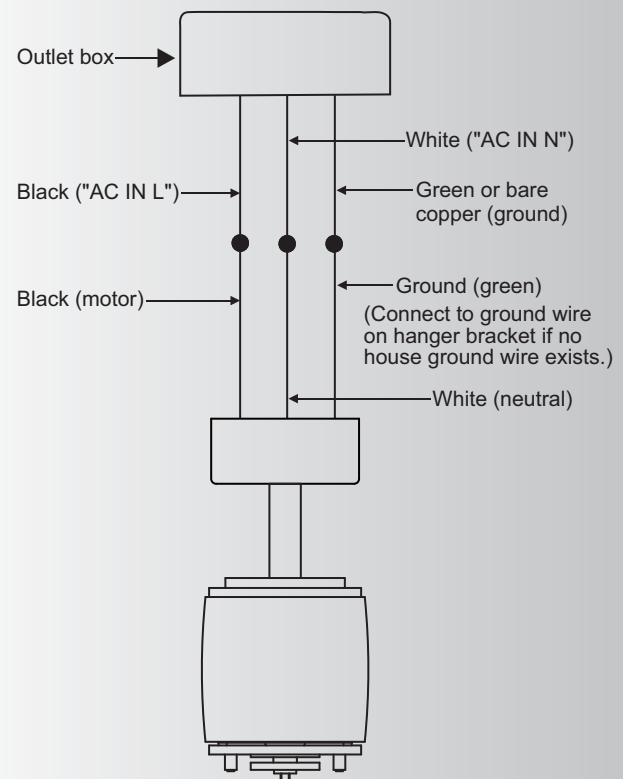 Outlet box
White ("AC IN N")
Black ("AC IN L")
Green or bare
copper (ground)
Black (motor)
Ground (green)
(Connect to ground wire
on hanger bracket if no
house ground wire exists.)
White (neutral)